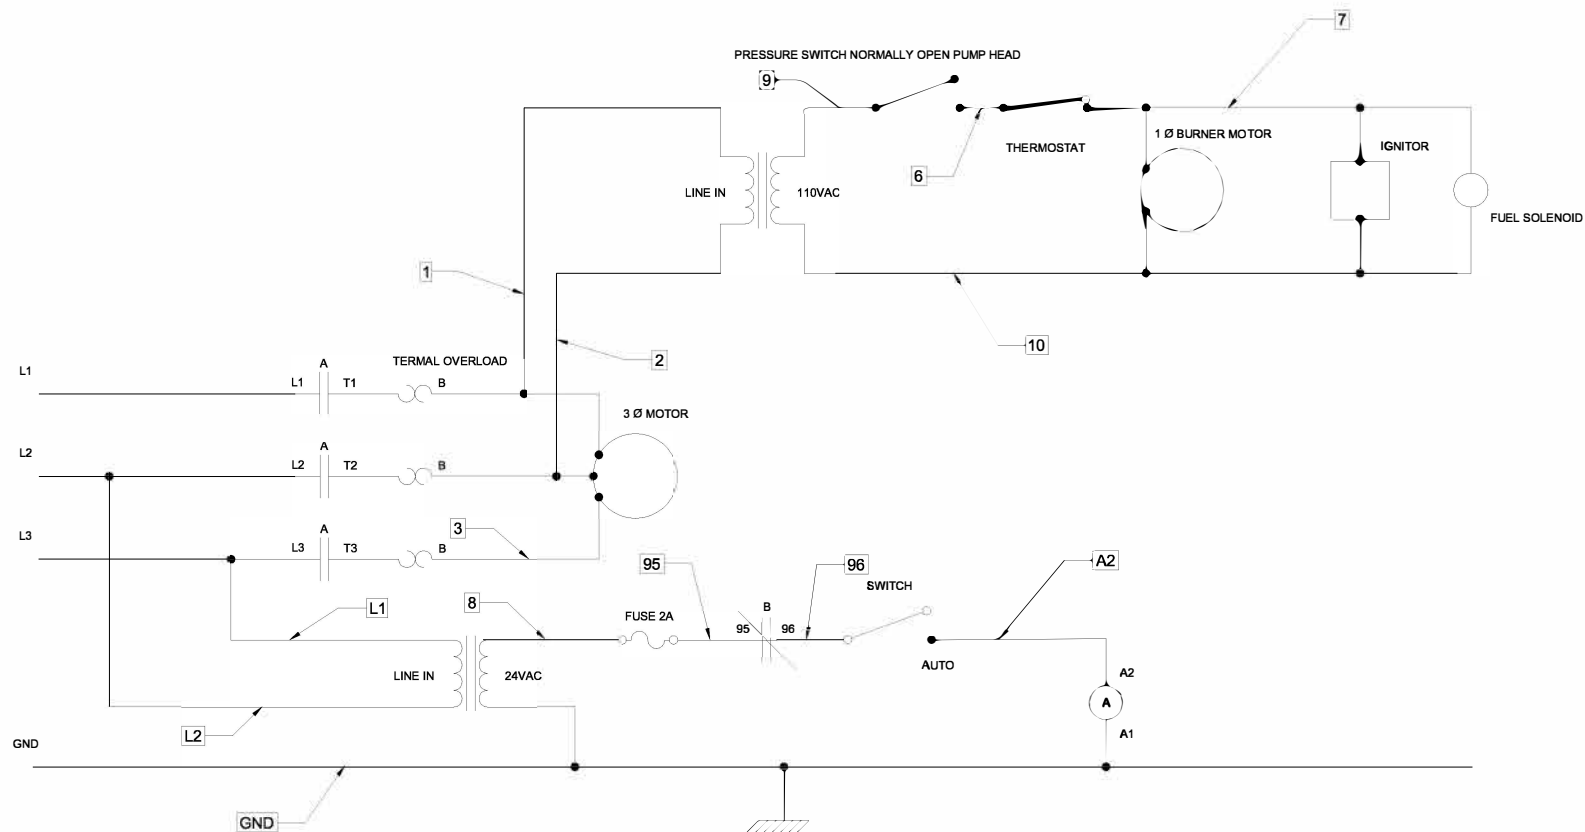 7
PRESSURE SWITCH NORMALLY OPEN PUMP HEAD
9
1 Ø BURNER MOTOR
THERMOSTAT
IGNITOR
6
LINE IN
110VAC
FUEL SOLENOID
1
10
2
TERMAL OVERLOAD
L1
A
L1
T1
B
3 Ø MOTOR
L2
A
L2
T2
B
L3
A
L3
T3
B
3
95
96
A2
SWITCH
L1
8
FUSE 2A
B
95
96
AUTO
LINE IN
24VAC
A2
A
A1
L2
GND
GND